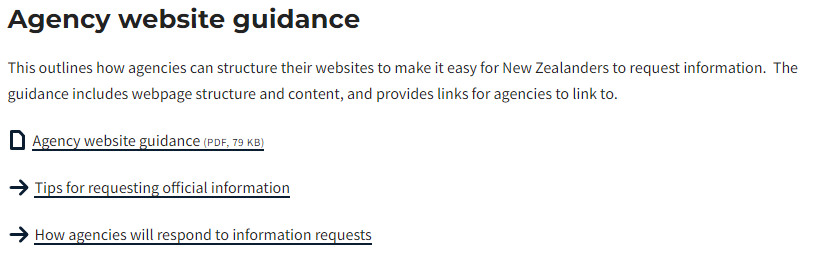 Agency website guidance
This outlines how agencies can structure their websites to make it easy for New Zealanders to request information.  The
guidance includes webpage structure and content, and provides links for agencies to link to.
Agency website guidance (PDF, 79 KB)
Tips for requesting official information
How agencies will respond to information requests